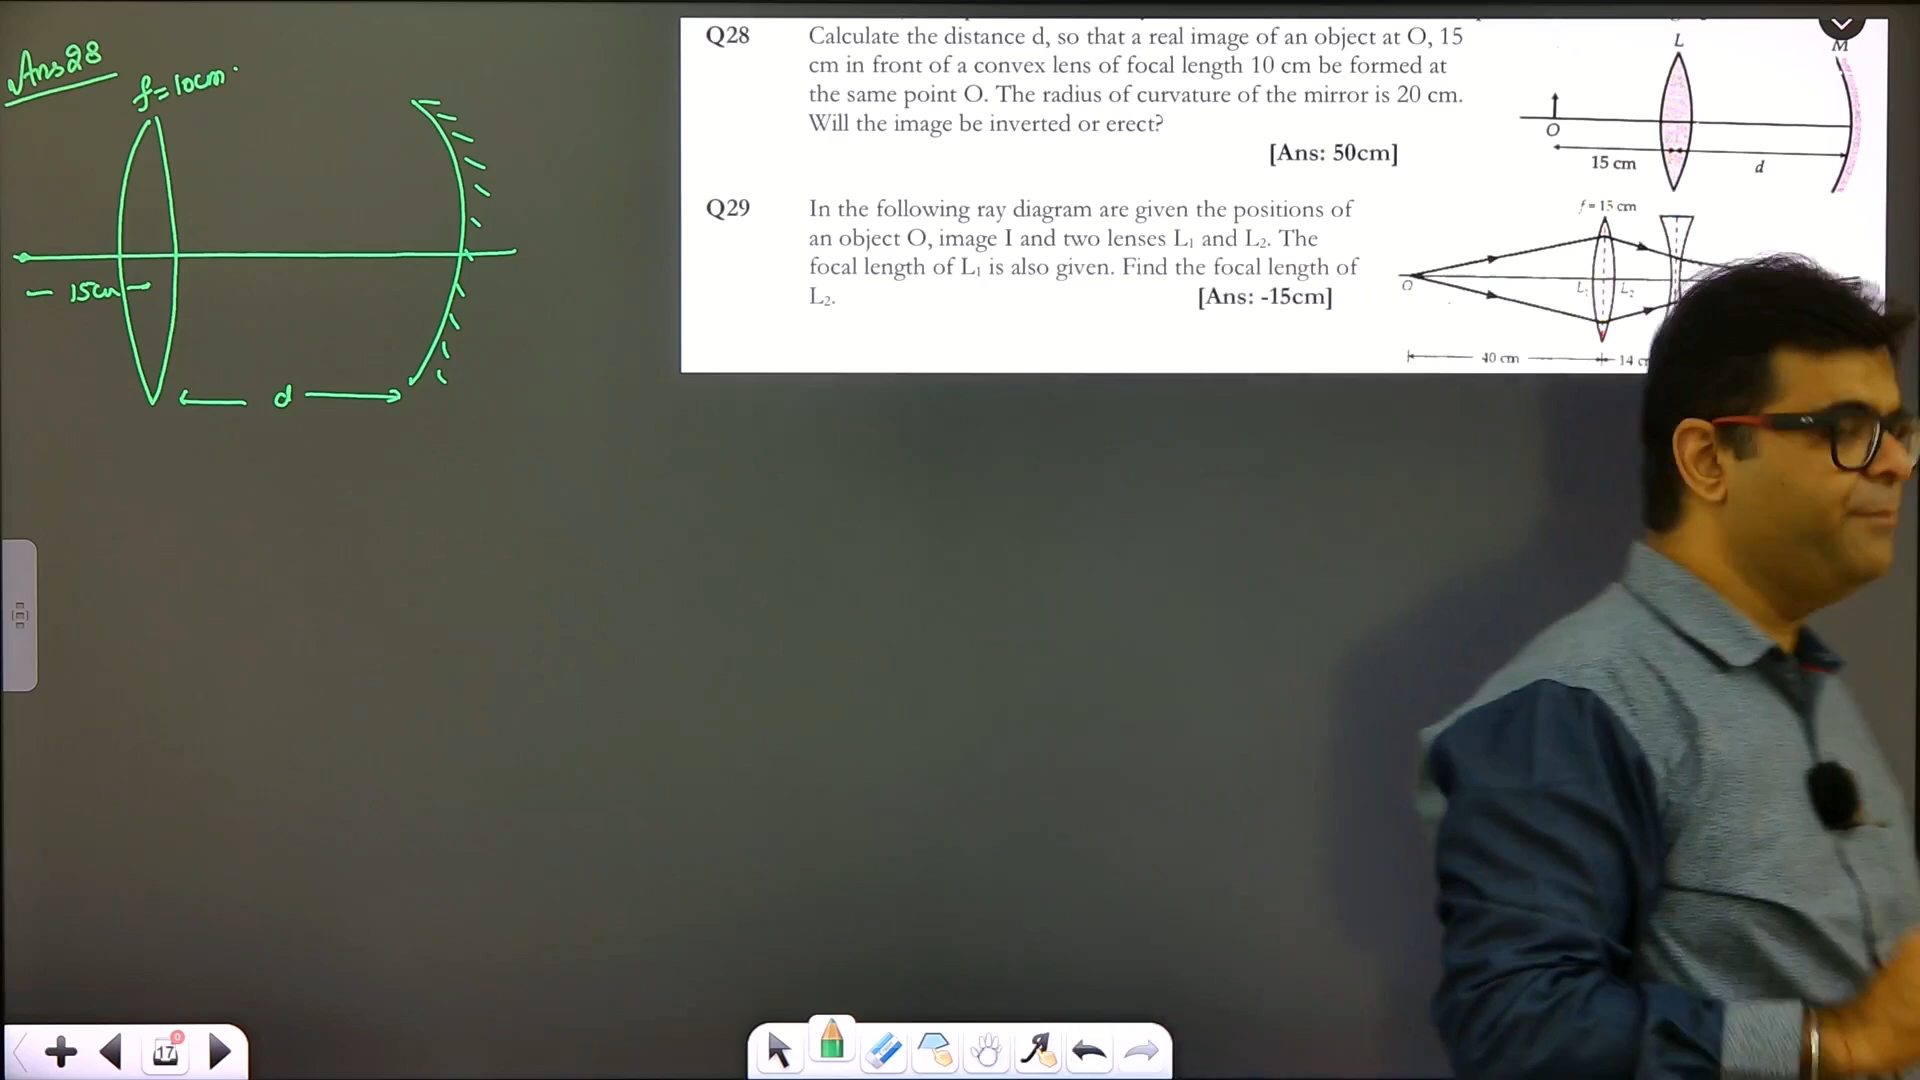 Ans28
f=10cm.
15cm
d
Q28 Calculate the distance d, so that a real image of an object at O, 15
cm in front of a convex lens of focal length 10 cm be formed at
the same point O. The radius of curvature of the mirror is 20 cm.
Will the image be inverted or erect?
[Ans: 50cm]
L
M
O
15 cm
d
Q29 In the following ray diagram are given the positions of
an object O, image I and two lenses L₁ and L₂. The
focal length of L₁ is also given. Find the focal length of
L₂. [Ans: -15cm]
f = 15 cm
O
L₁
L₂
40 cm
14
17
0